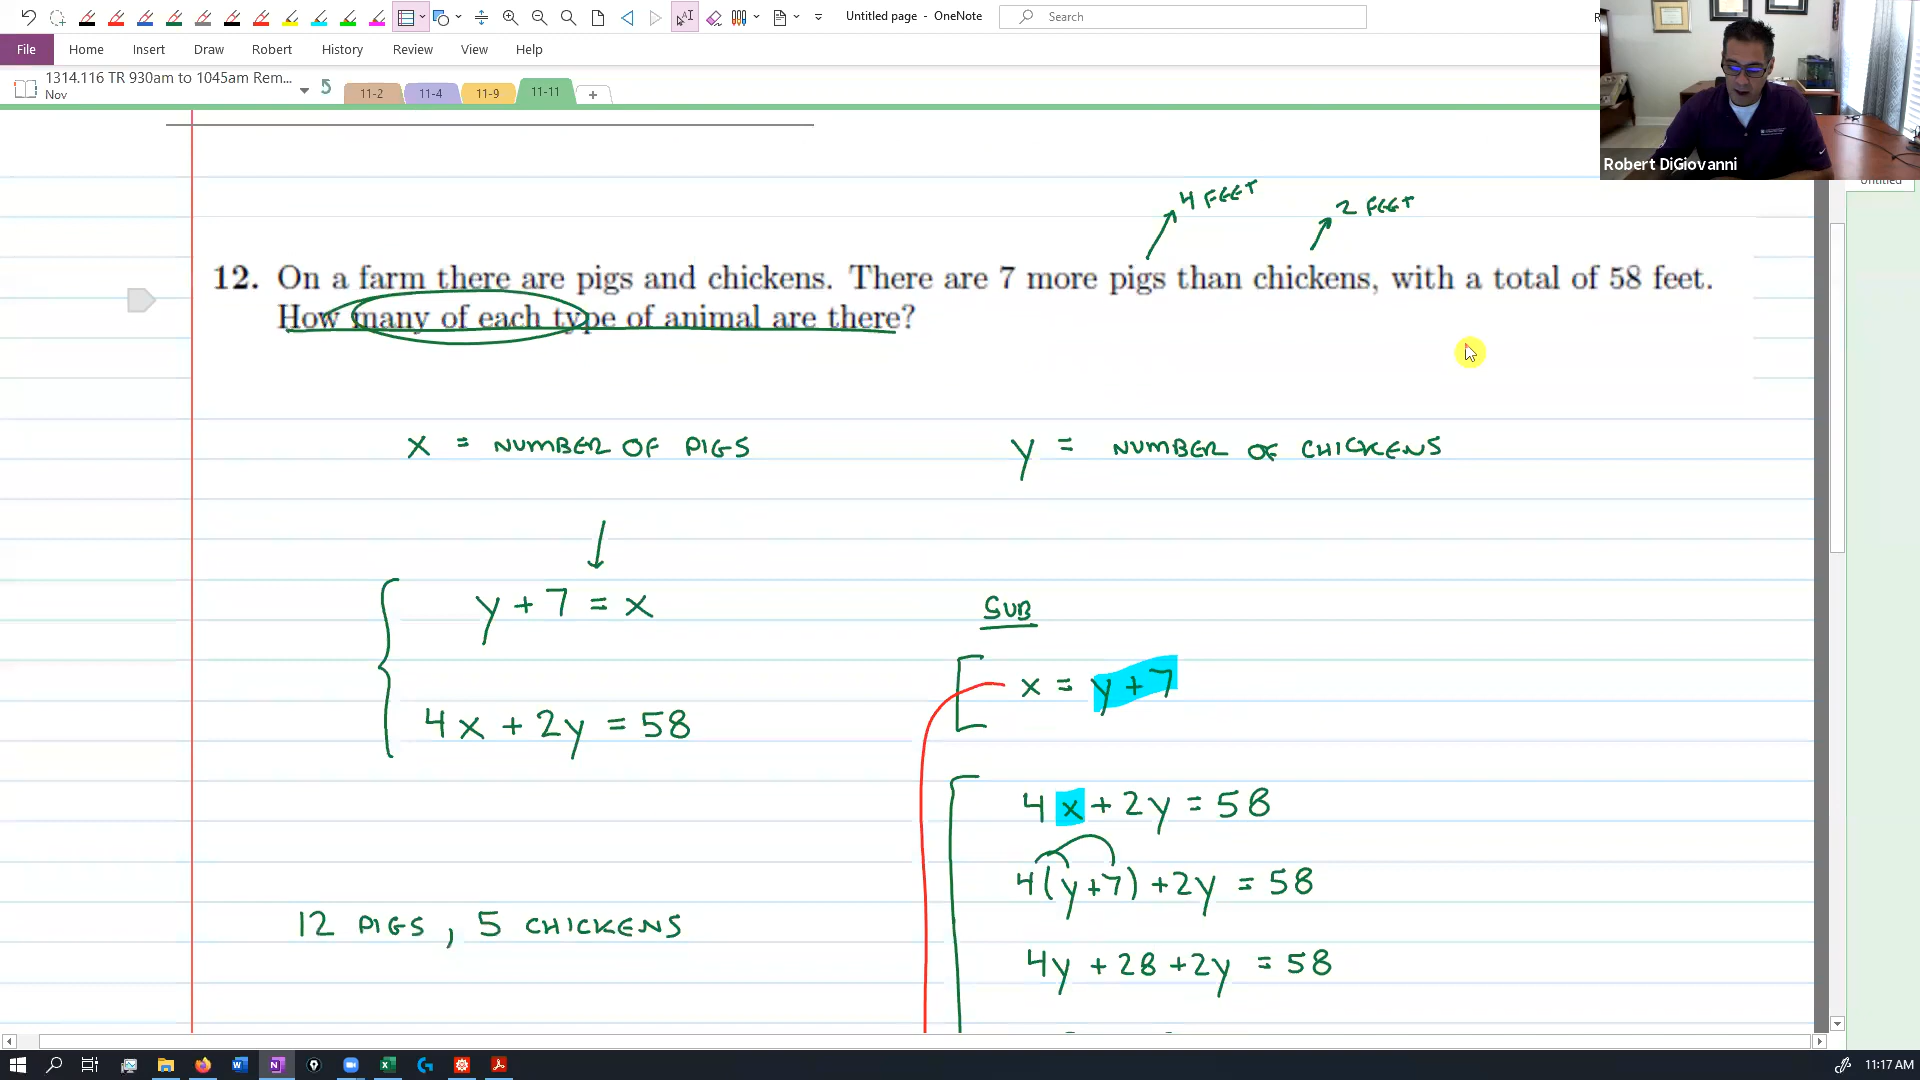 Untitled page - OneNote
Search
File Home Insert Draw Robert History Review View Help
1314.116 TR 930am to 1045am Rem...
Nov
11-2 11-4 11-9 11-11
Robert DiGiovanni
Untitled
4 FEET 2 FEET
12. On a farm there are pigs and chickens. There are 7 more pigs than chickens, with a total of 58 feet.
How many of each type of animal are there?
x = NUMBER OF PIGS y = NUMBER OF CHICKENS
y + 7 = x
SUB
x = y + 7
4x + 2y = 58
4x + 2y = 58
4(y+7) + 2y = 58
12 PIGS, 5 CHICKENS
4y + 28 + 2y = 58
11:17 AM